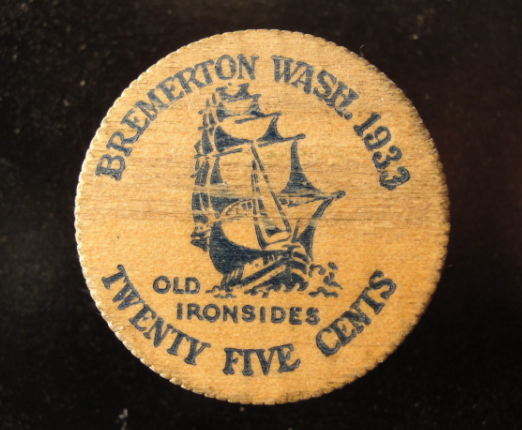 BREMERTON WASH. 1933
OLD
IRONSIDES
TWENTY FIVE CENTS